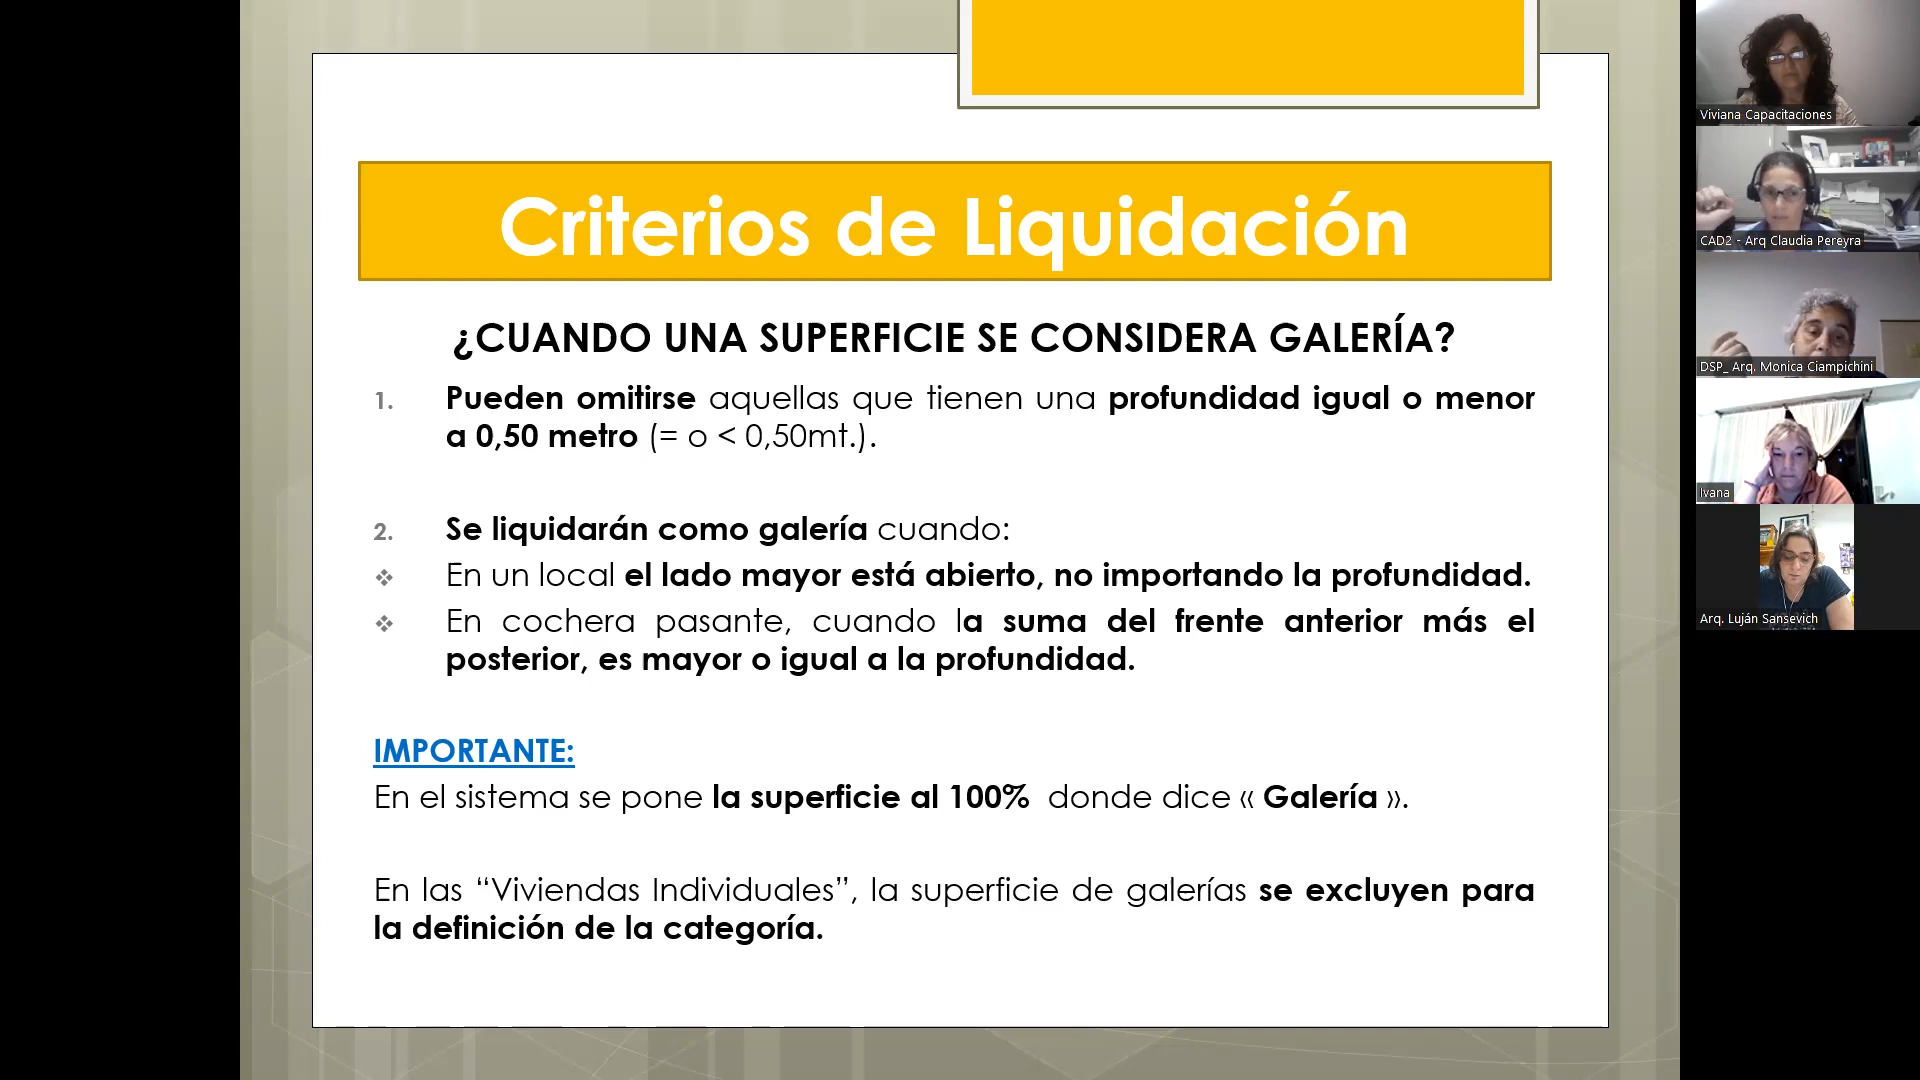 Criterios de Liquidación
¿CUANDO UNA SUPERFICIE SE CONSIDERA GALERÍA?
1. Pueden omitirse aquellas que tienen una profundidad igual o menor
a 0,50 metro (= o < 0,50mt.).
2. Se liquidarán como galería cuando:
❖ En un local el lado mayor está abierto, no importando la profundidad.
❖ En cochera pasante, cuando la suma del frente anterior más el
posterior, es mayor o igual a la profundidad.
IMPORTANTE:
En el sistema se pone la superficie al 100% donde dice « Galería ».
En las “Viviendas Individuales”, la superficie de galerías se excluyen para
la definición de la categoría.
Viviana Capacitaciones
CAD2 - Arq Claudia Pereyra
DSP_ Arq. Monica Ciampichini
Ivana
Arq. Luján Sansevich